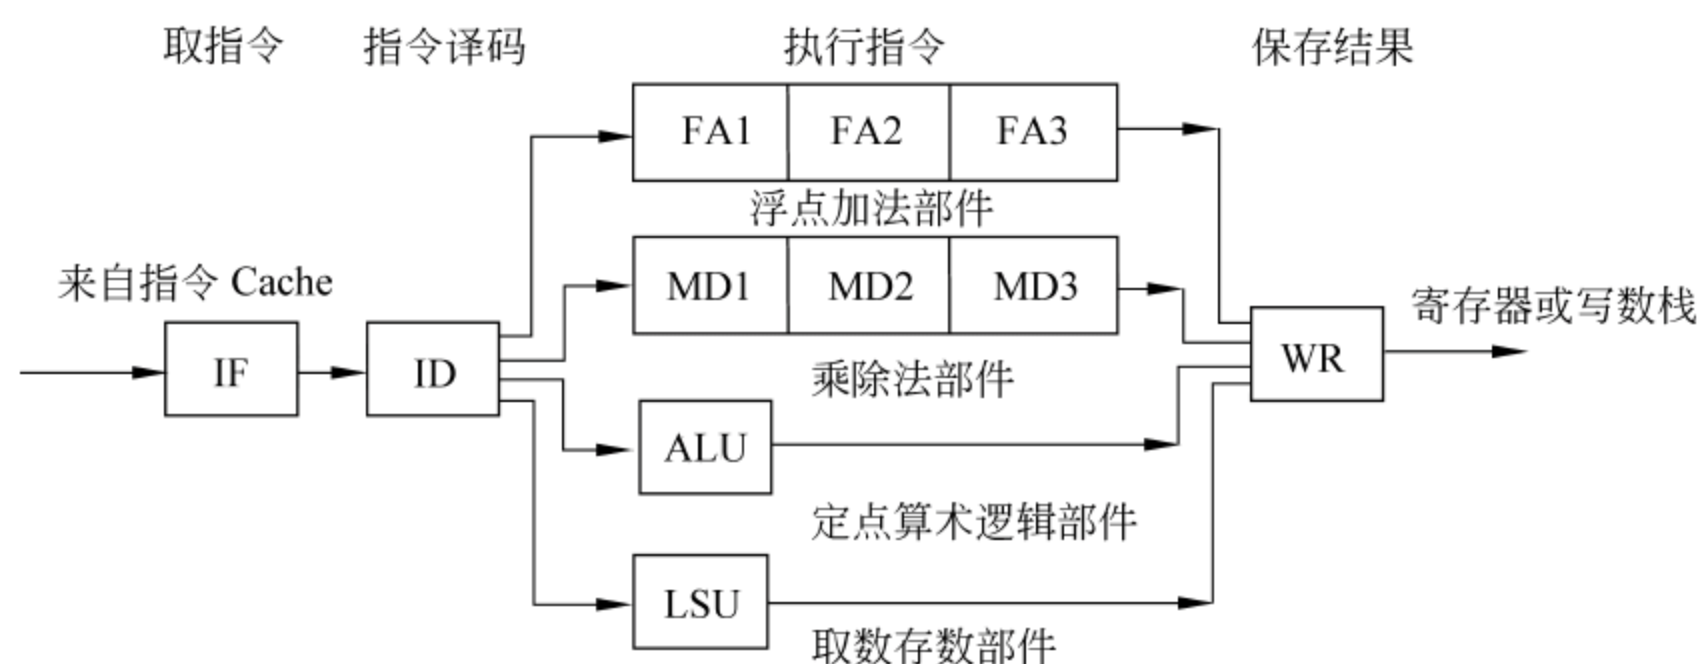 取指令
指令译码
执行指令
保存结果
FA1
FA2
FA3
浮点加法部件
来自指令 Cache
MD1
MD2
MD3
寄存器或写数栈
IF
ID
WR
乘除法部件
ALU
定点算术逻辑部件
LSU
取数存数部件